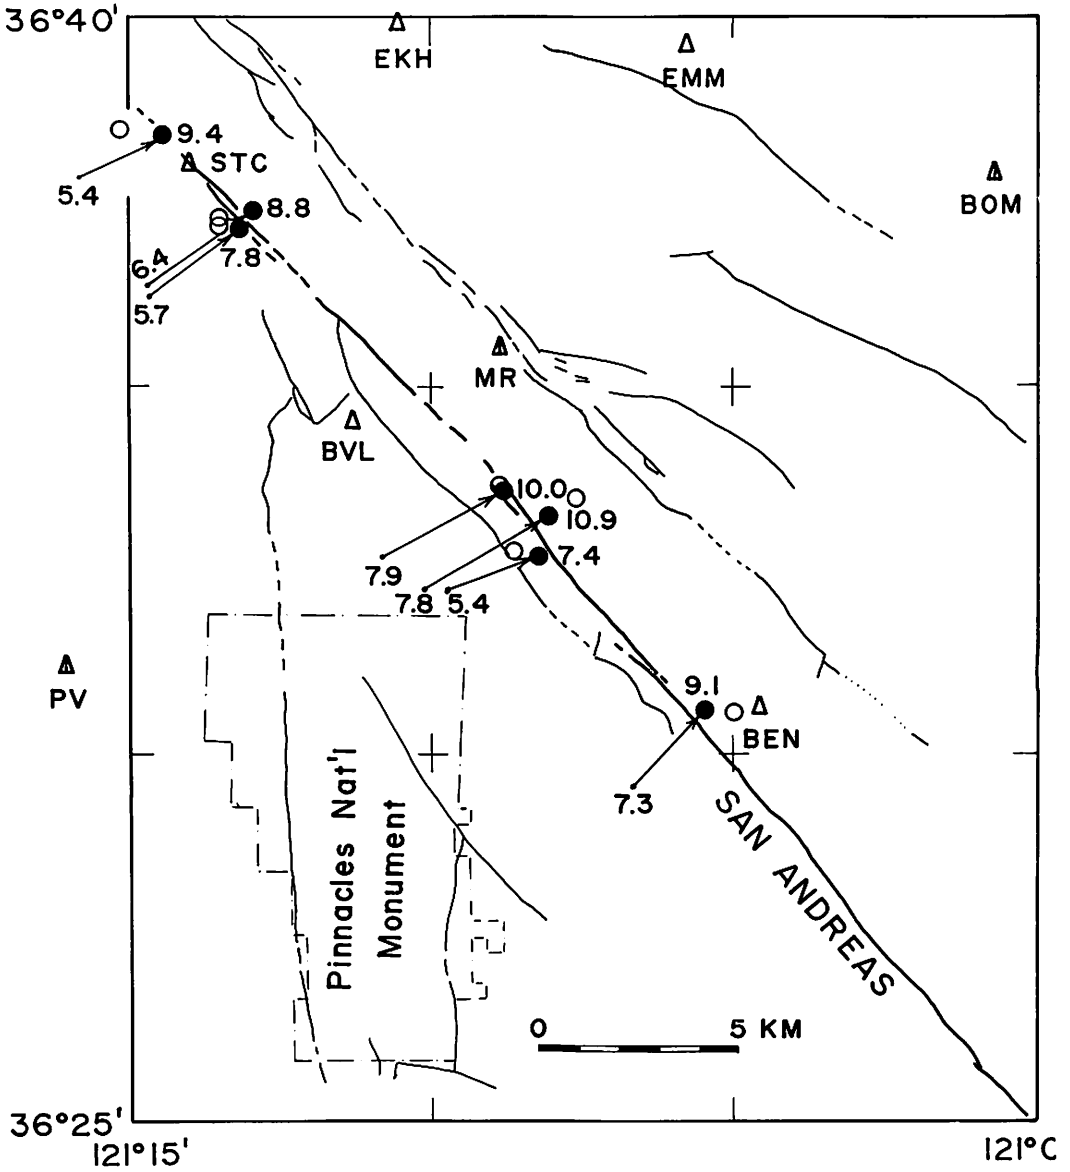 36°40'
EKH
EMM
9.4
STC
5.4
BOM
8.8
6.4
7.8
5.7
MR
BVL
10.0
10.9
7.4
7.9
7.8
5.4
PV
9.1
BEN
7.3
SAN ANDREAS
Pinnacles Nat'l
Monument
0 5 KM
36°25'
121°15'
121°C